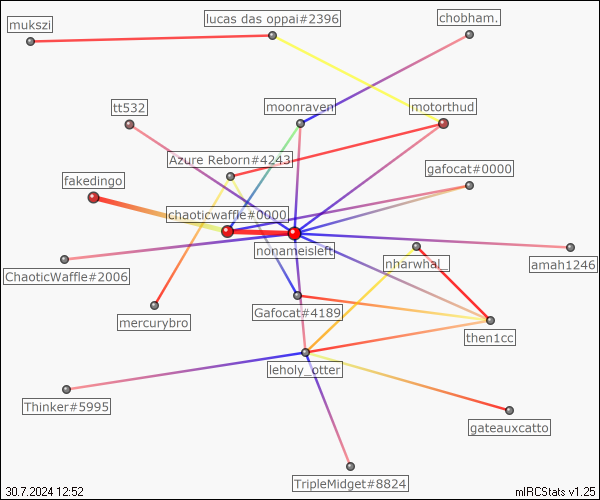 lucas das oppai#2396
chobham.
mukszi
tt532
moonraven
motorthud
Azure Reborn#4243
gafocat#0000
fakedingo
chaoticwaffle#0000
nonameisleft
nharwhal_
ChaoticWaffle#2006
amah1246
Gafocat#4189
mercurybro
then1cc
leholy_otter
Thinker#5995
gateauxcatto
TripleMidget#8824
30.7.2024 12:52
mIRCStats v1.25